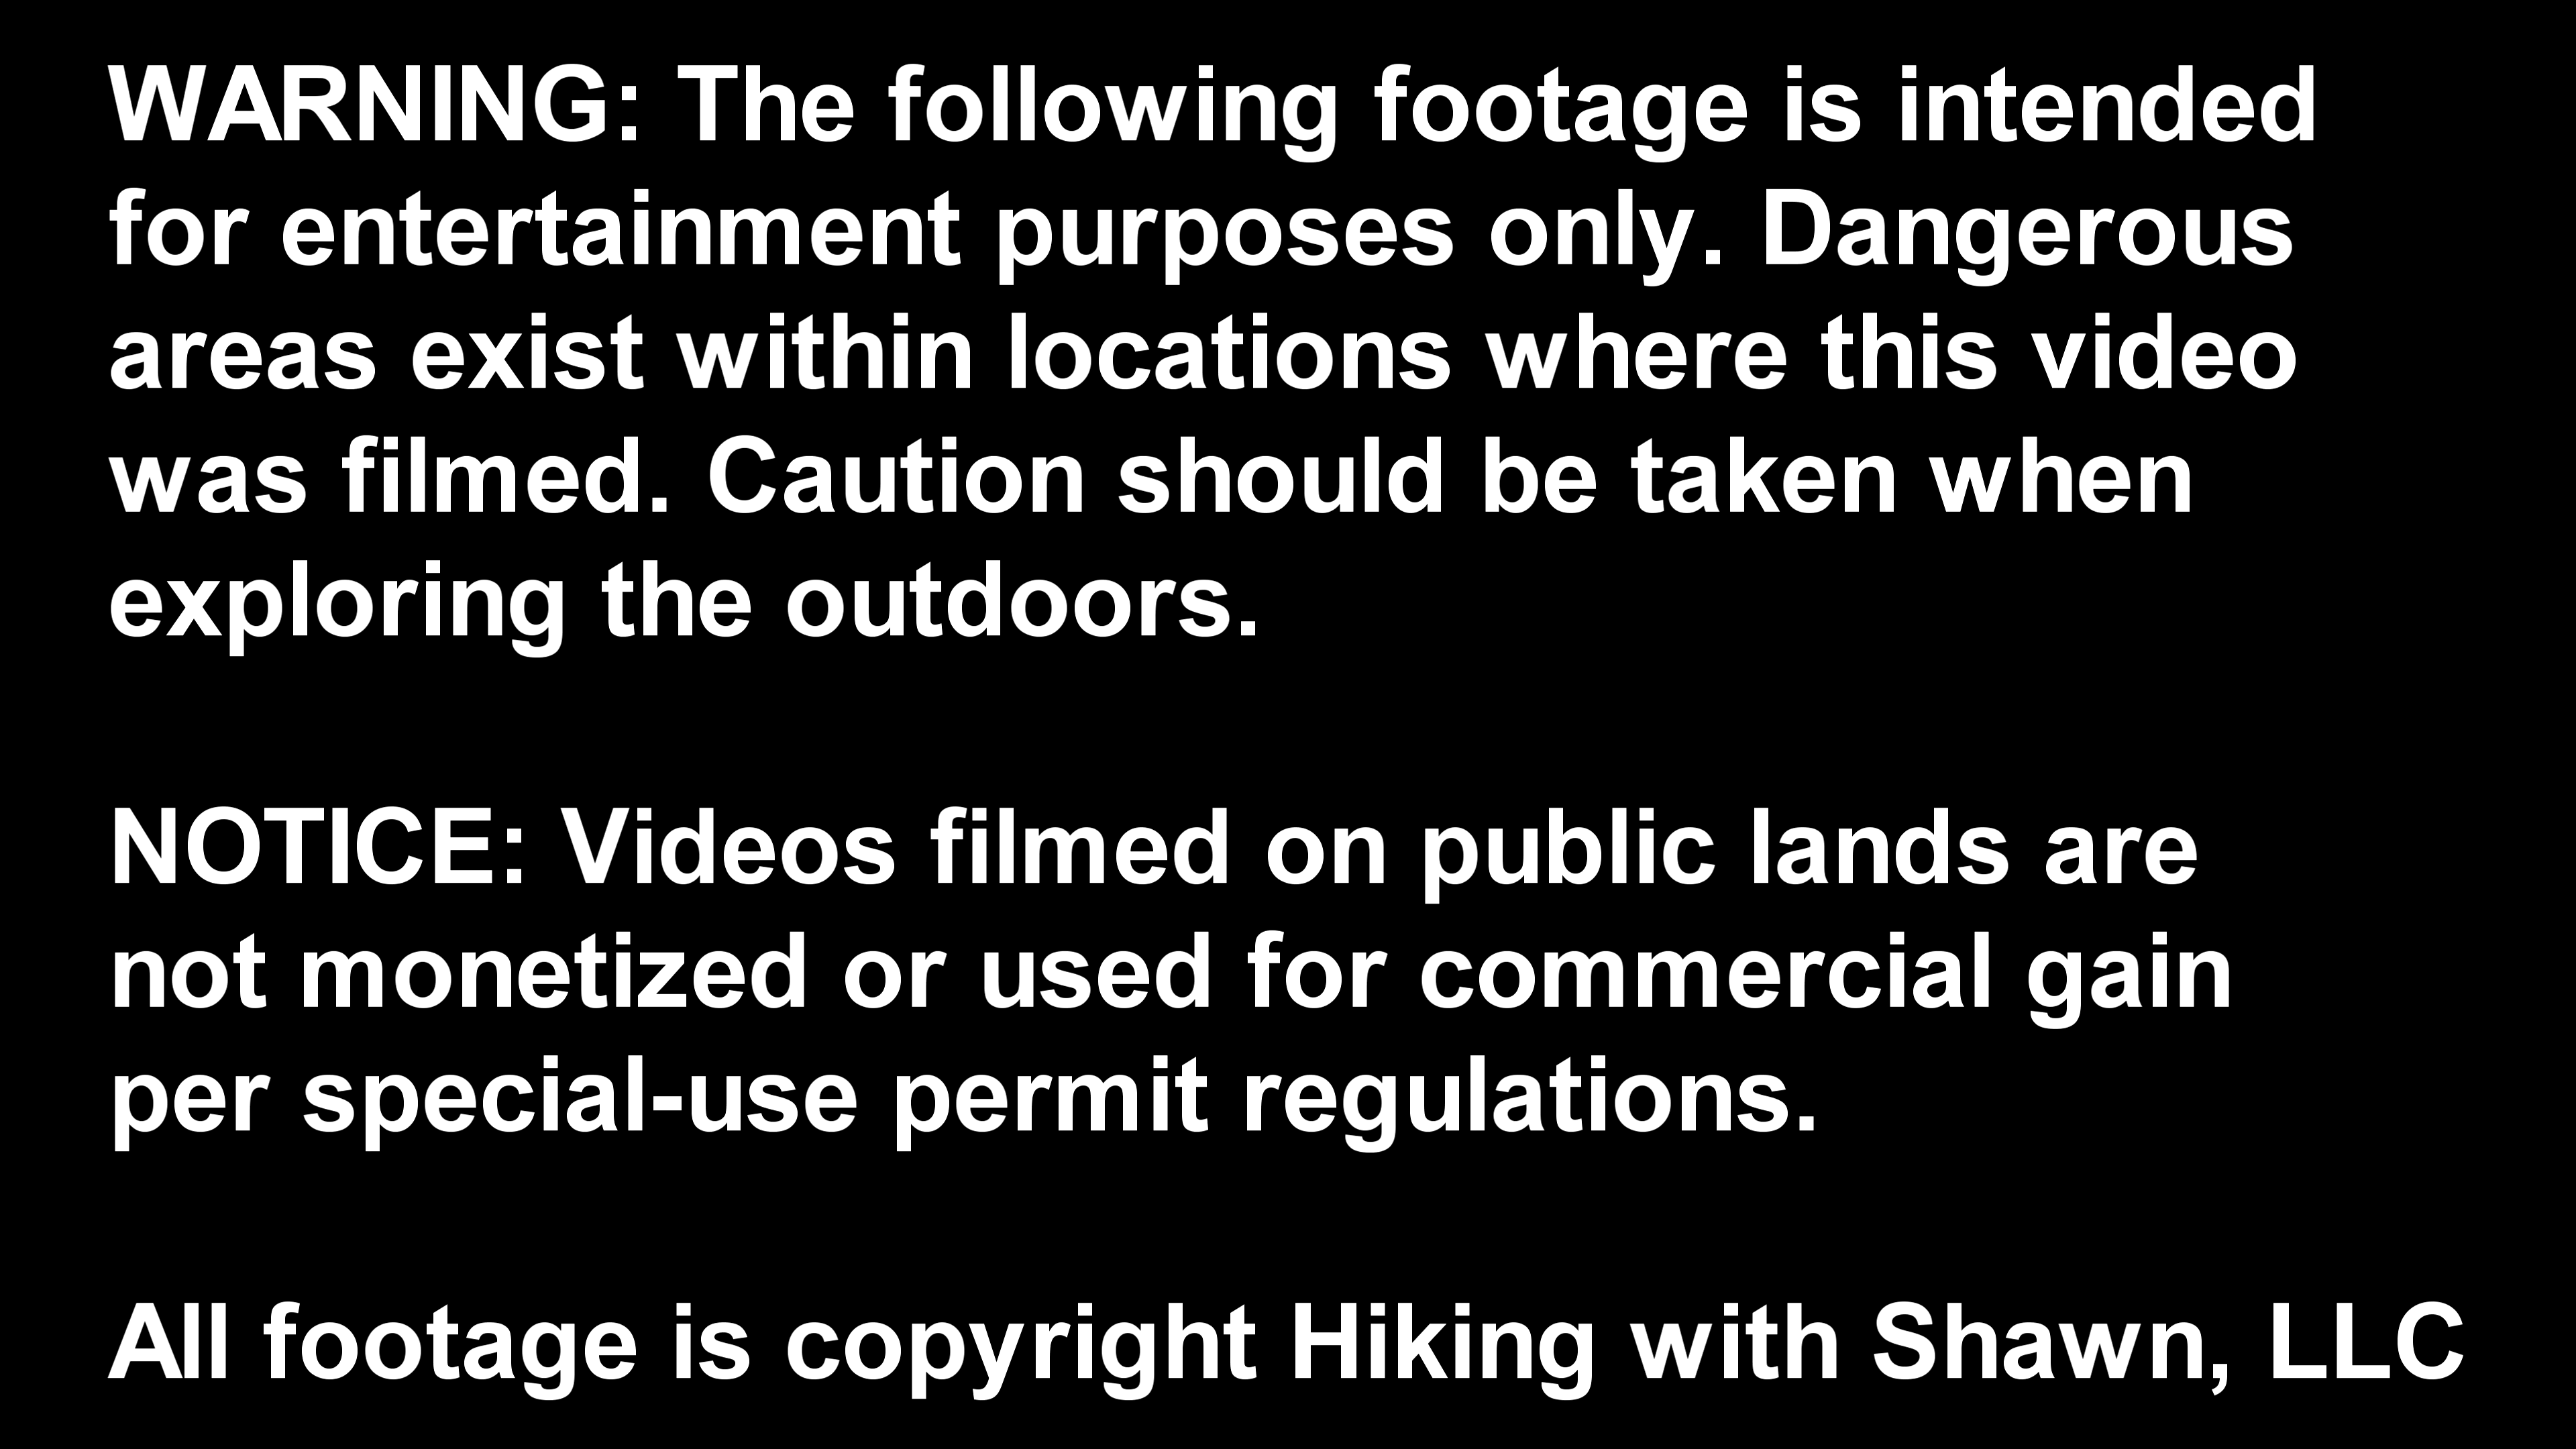 WARNING: The following footage is intended
for entertainment purposes only. Dangerous
areas exist within locations where this video
was filmed. Caution should be taken when
exploring the outdoors.
NOTICE: Videos filmed on public lands are
not monetized or used for commercial gain
per special-use permit regulations.
All footage is copyright Hiking with Shawn, LLC